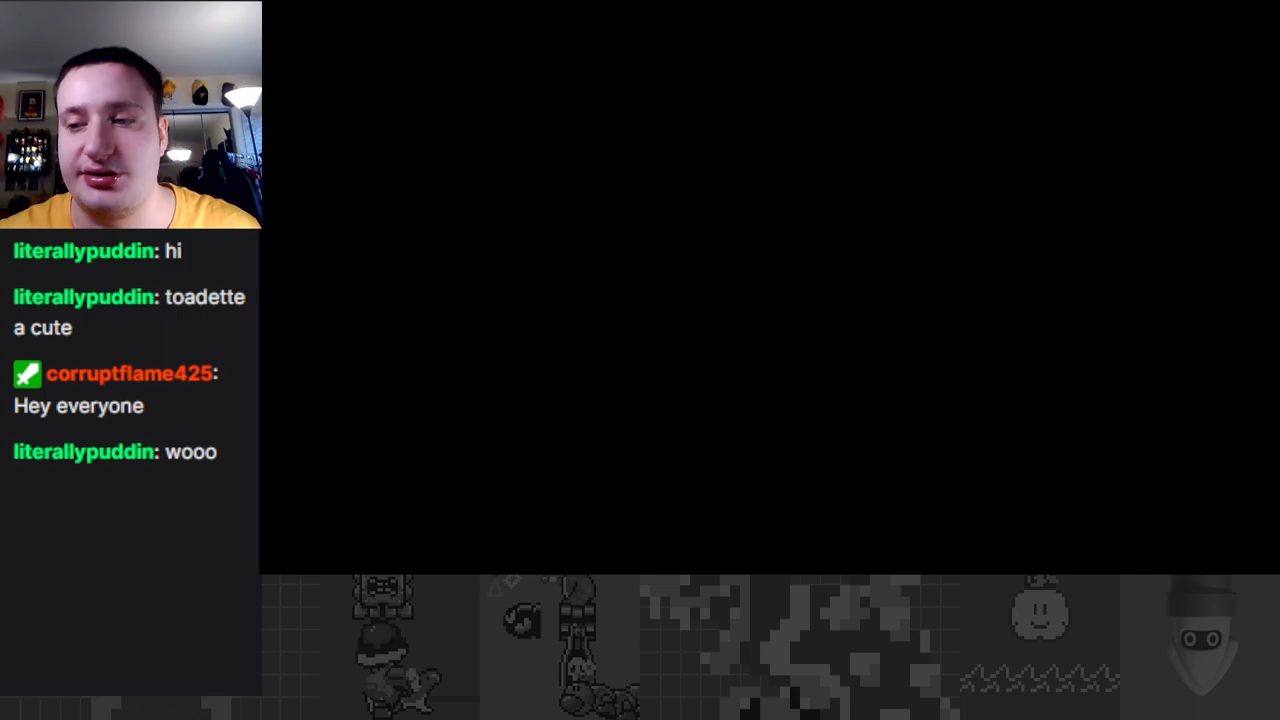 literallypuddin: hi
literallypuddin: toadette
a cute
corruptflame425:
Hey everyone
literallypuddin: wooo